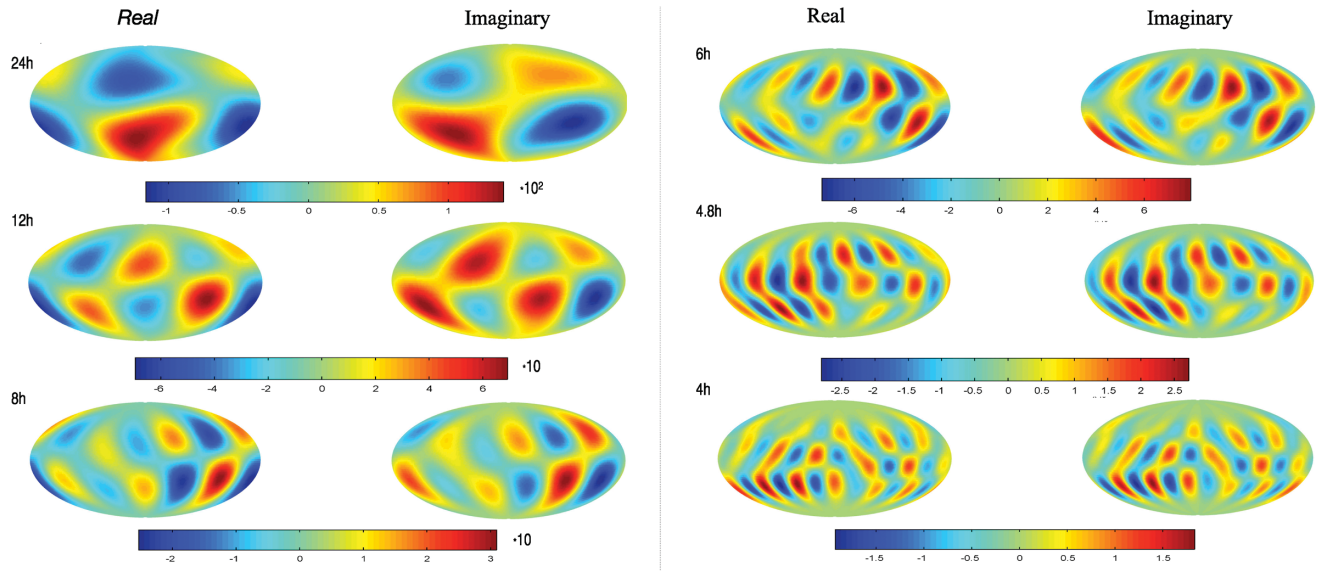 Real Imaginary
24h
-1 -0.5 0 0.5 1 *10²
12h
-6 -4 -2 0 2 4 6 *10
8h
-2 -1 0 1 2 3 *10
Real Imaginary
6h
-6 -4 -2 0 2 4 6
4.8h
-2.5 -2 -1.5 -1 -0.5 0 0.5 1 1.5 2 2.5
4h
-1.5 -1 -0.5 0 0.5 1 1.5